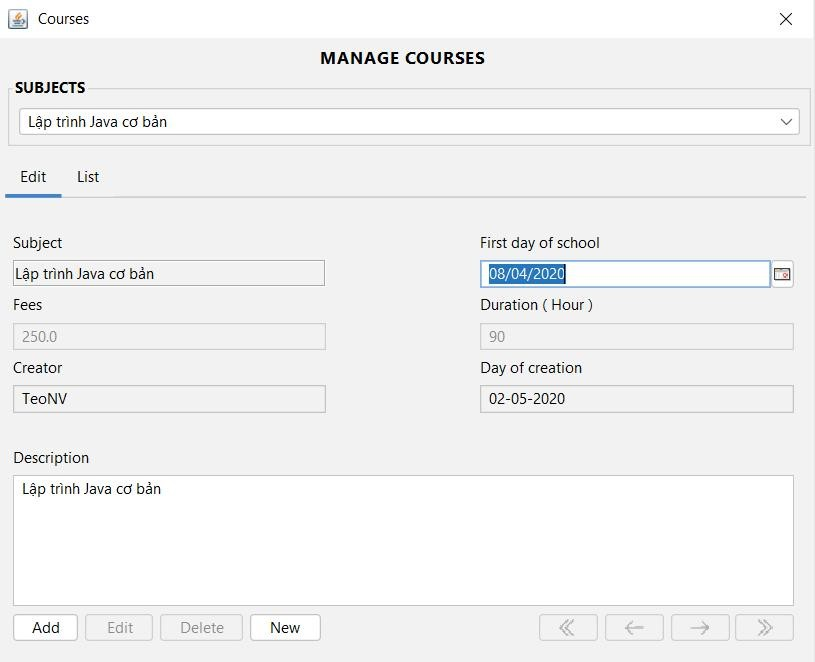 Courses
MANAGE COURSES
SUBJECTS
Lập trình Java cơ bản
Edit List
Subject
First day of school
Lập trình Java cơ bản
08/04/2020
Fees
Duration ( Hour )
250.0
90
Creator
Day of creation
TeoNV
02-05-2020
Description
Lập trình Java cơ bản
Add Edit Delete New